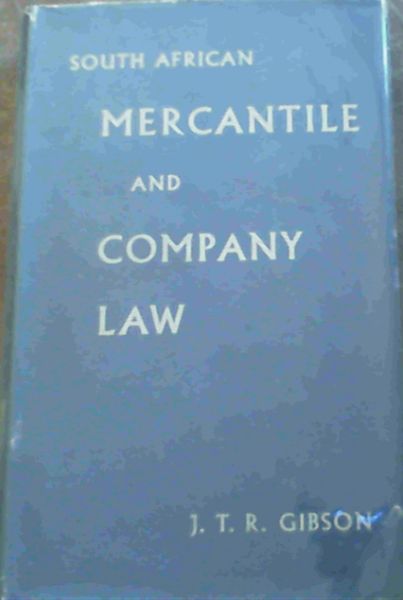 SOUTH AFRICAN
MERCANTILE
AND
COMPANY
LAW
J. T. R. GIBSON